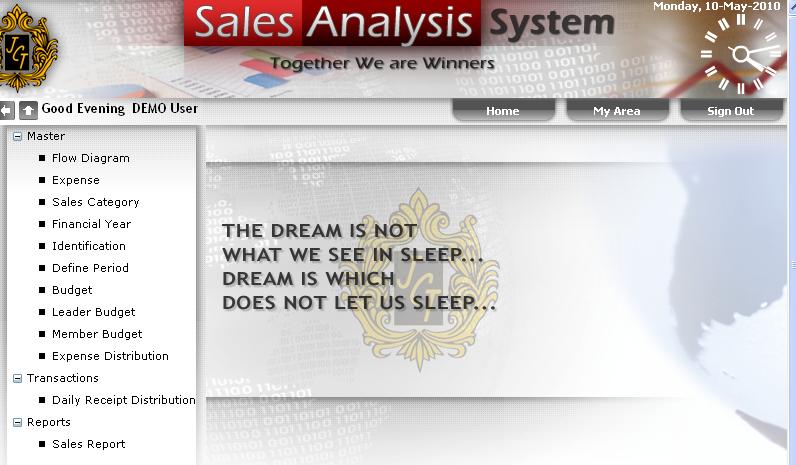 Sales Analysis System
Monday, 10-May-2010
Together We are Winners
Good Evening DEMO User
Home
My Area
Sign Out
Master
Flow Diagram
Expense
Sales Category
Financial Year
Identification
Define Period
Budget
Leader Budget
Member Budget
Expense Distribution
Transactions
Daily Receipt Distribution
Reports
Sales Report
THE DREAM IS NOT
WHAT WE SEE IN SLEEP...
DREAM IS WHICH
DOES NOT LET US SLEEP...
JGT
JGT